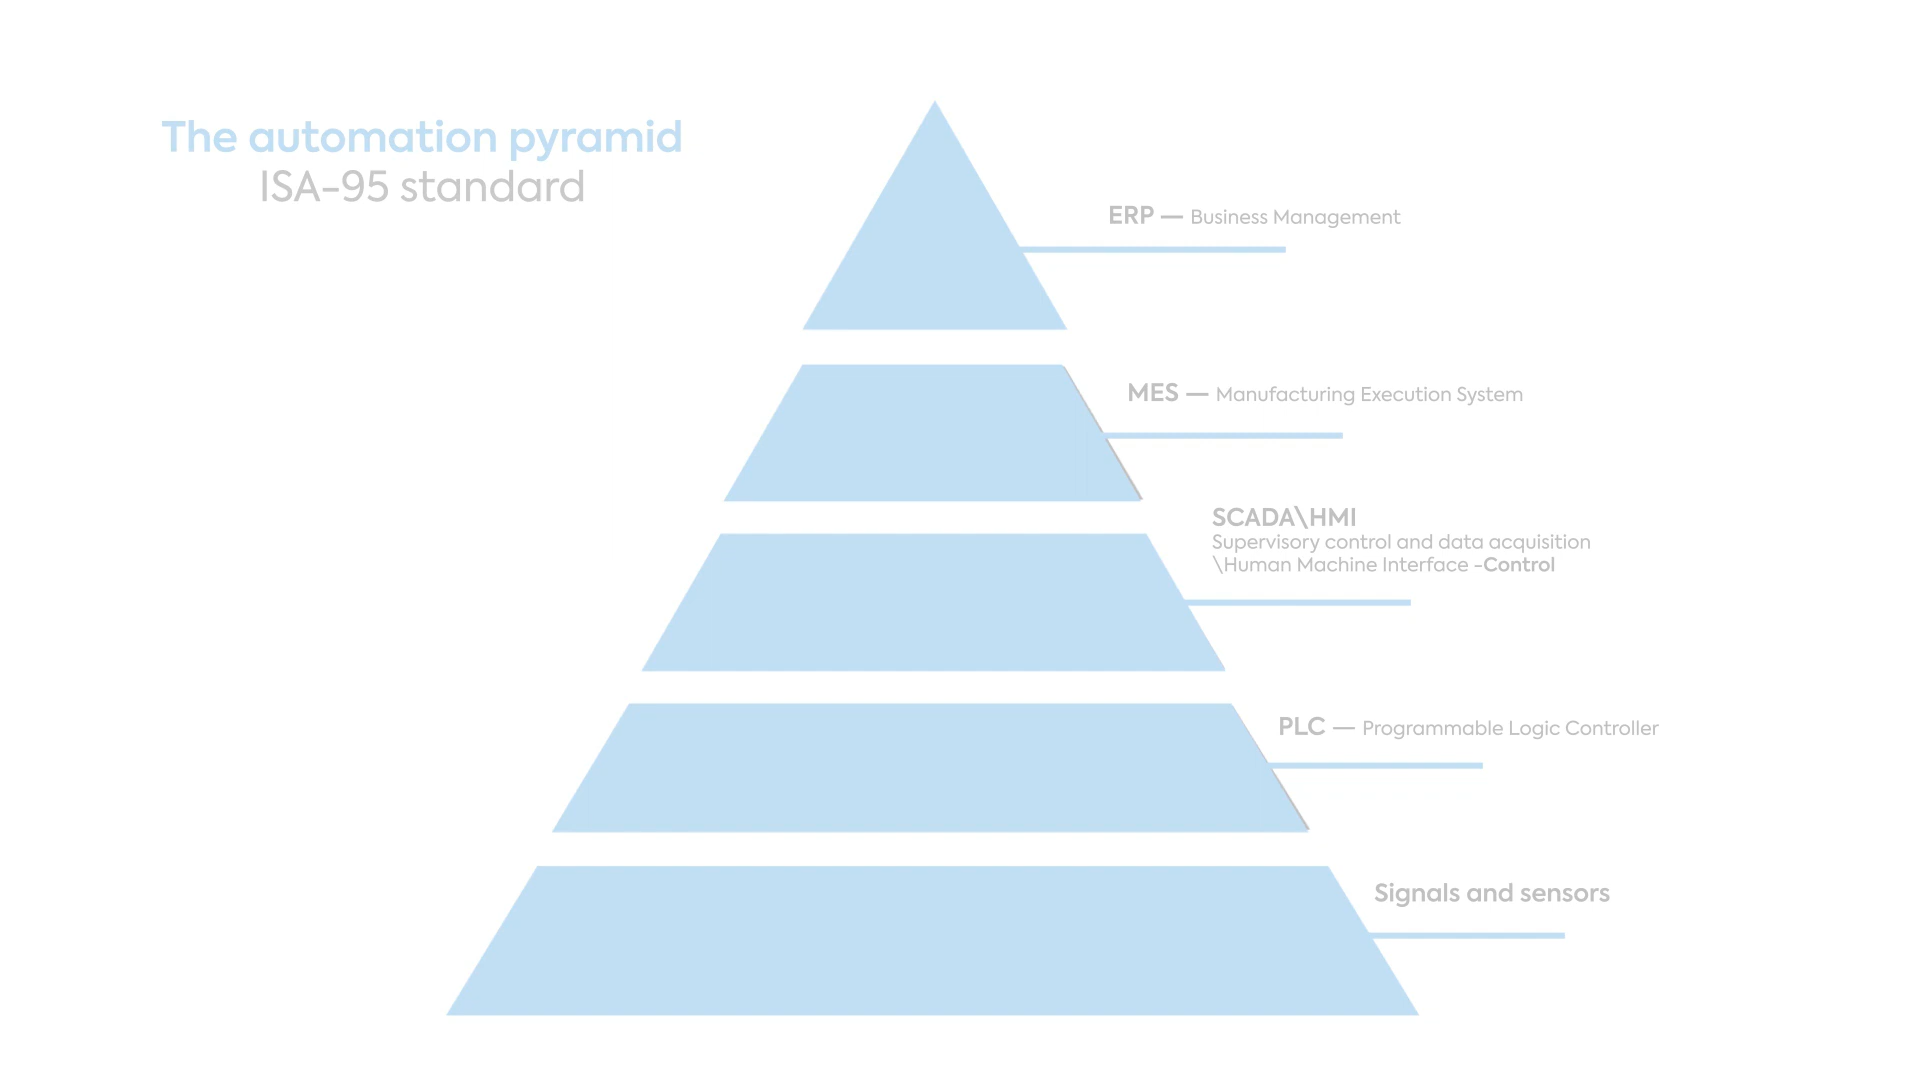 The automation pyramid
ISA-95 standard
ERP — Business Management
MES — Manufacturing Execution System
SCADA\HMI
Supervisory control and data acquisition
\Human Machine Interface -Control
PLC — Programmable Logic Controller
Signals and sensors